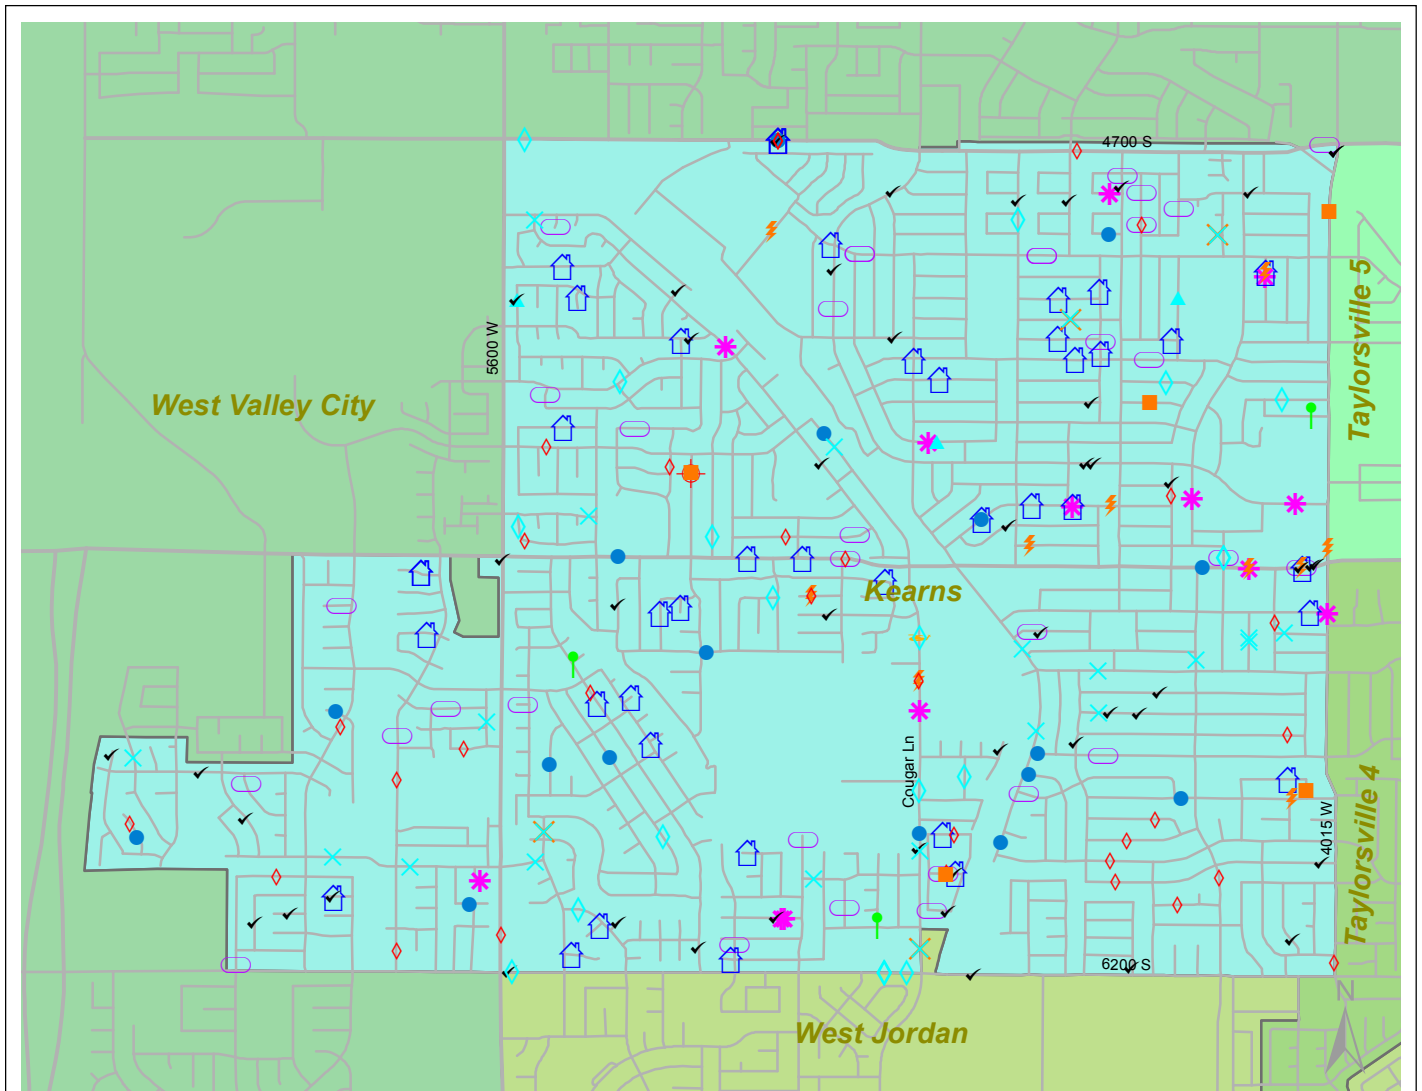 4700 S
Taylorsville 5
5600 W
West Valley City
Kearns
Cougar Ln
4015 W
Taylorsville 4
6200 S
N
West Jordan